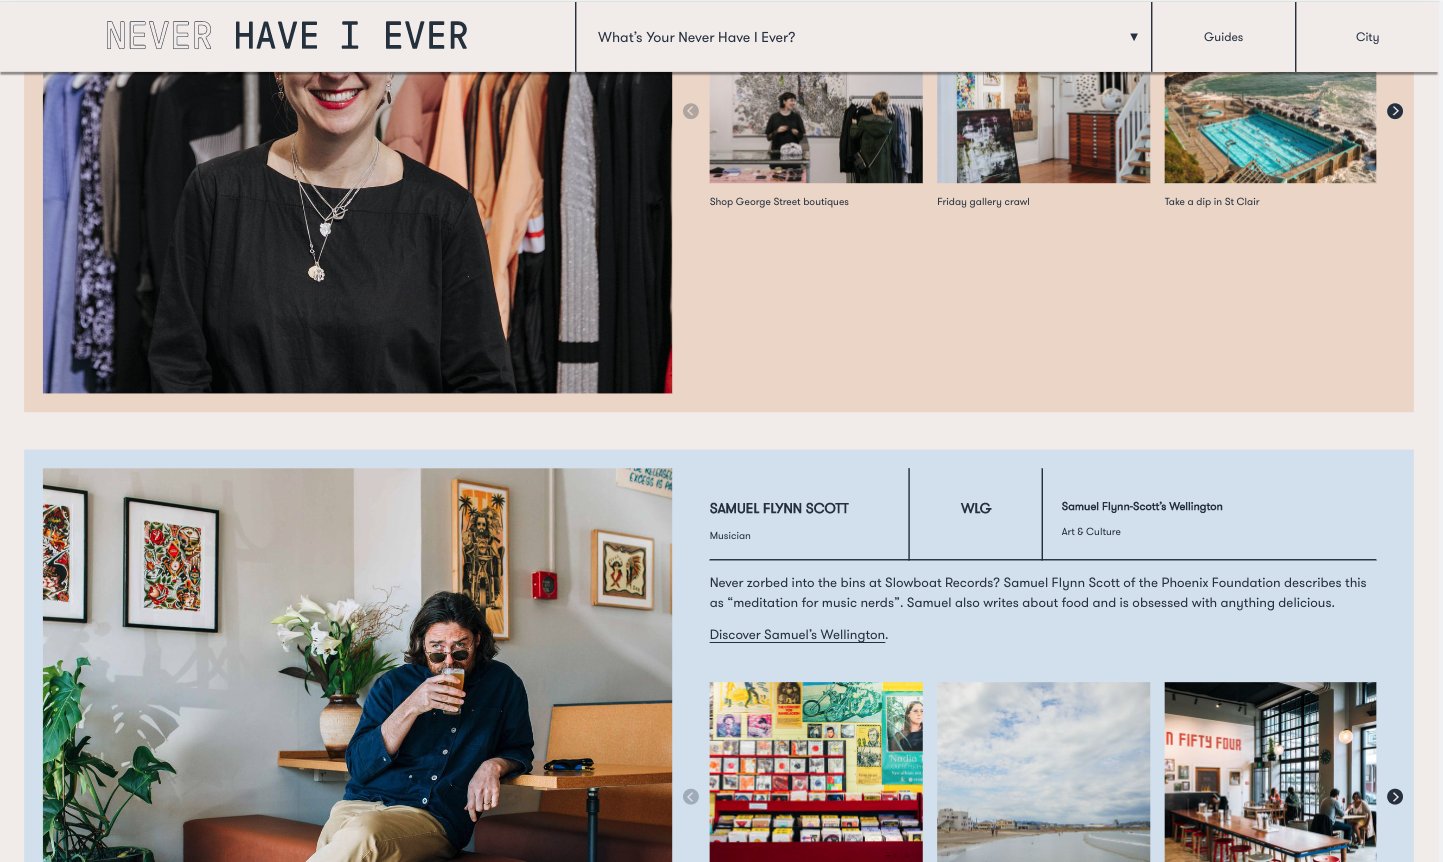 NEVER HAVE I EVER
What's Your Never Have I Ever?
Guides
City
Shop George Street boutiques
Friday gallery crawl
Take a dip in St Clair
SAMUEL FLYNN SCOTT
Musician
WLG
Samuel Flynn-Scott's Wellington
Art & Culture
Never zorbed into the bins at Slowboat Records? Samuel Flynn Scott of the Phoenix Foundation describes this
as “meditation for music nerds”. Samuel also writes about food and is obsessed with anything delicious.
Discover Samuel's Wellington.
EXCESS IS
N FIFTY FOUR